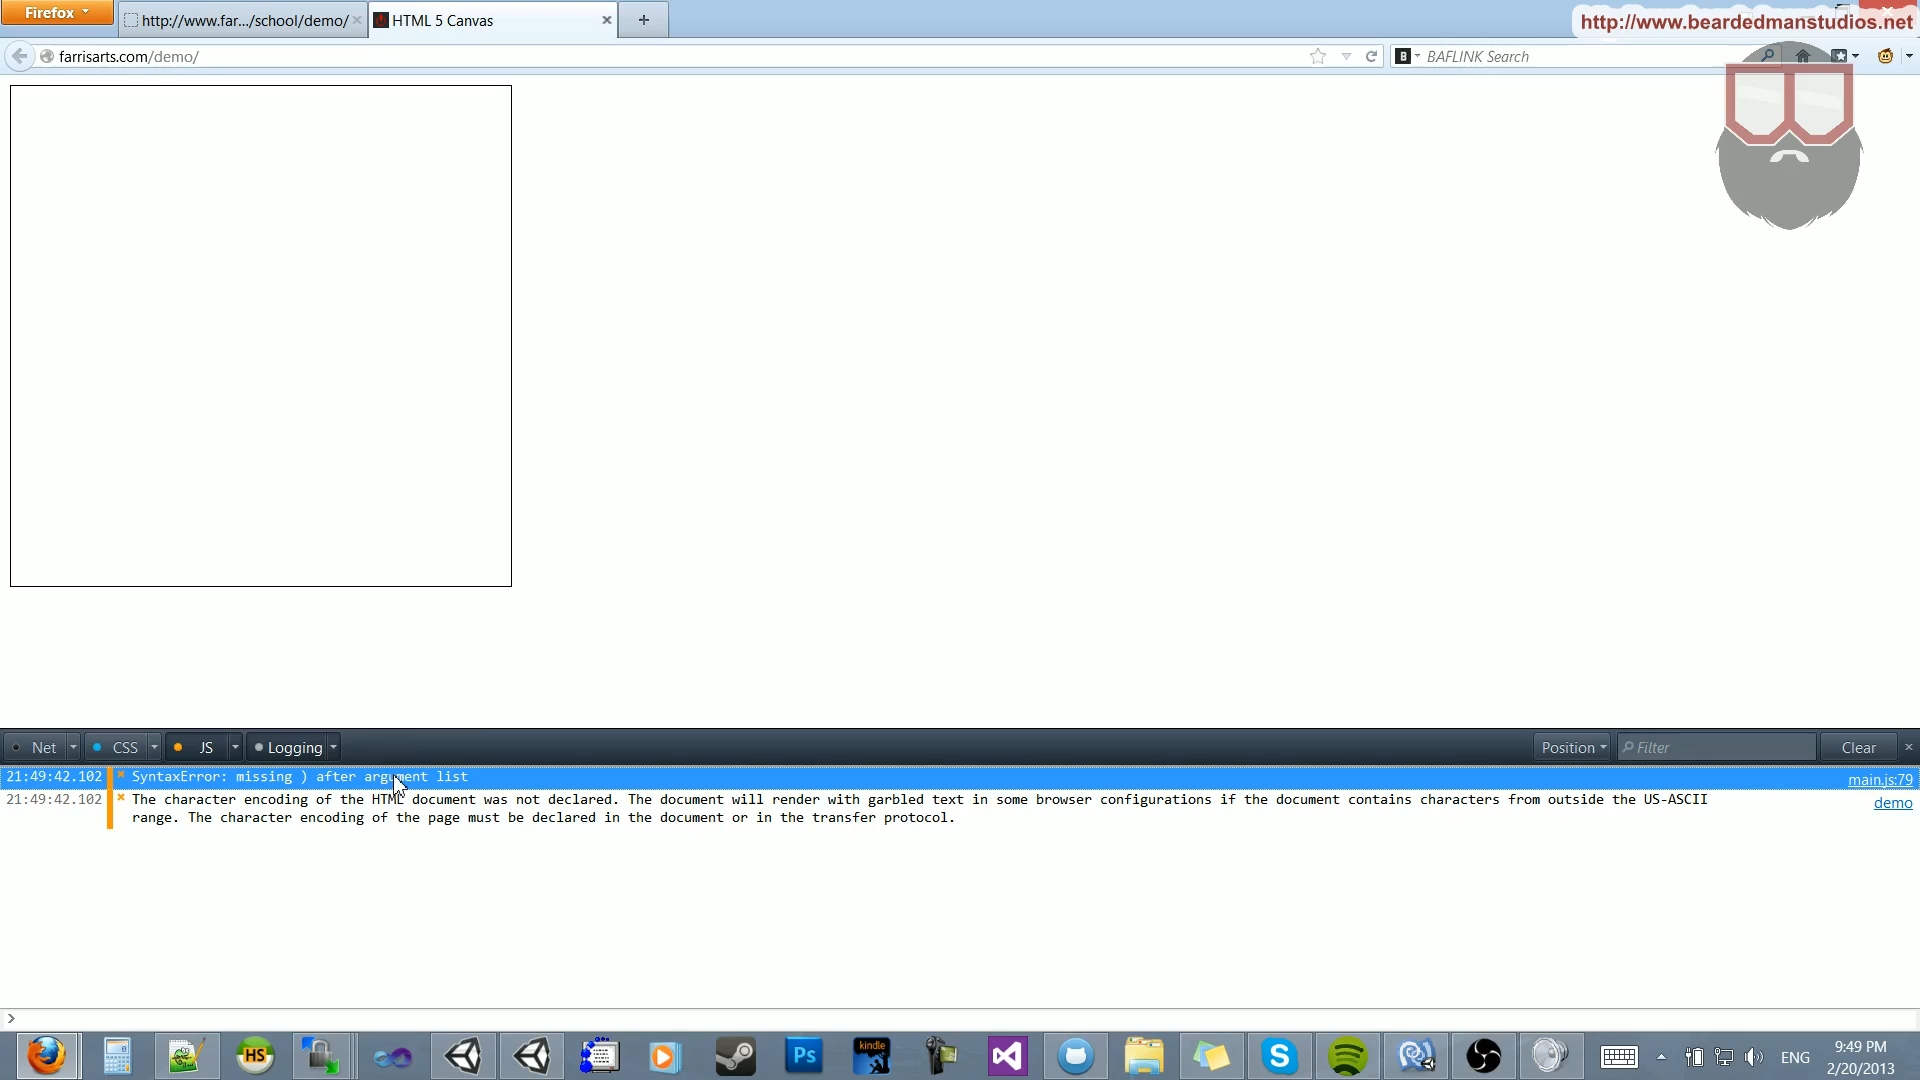 Firefox
http://www.far.../school/demo/
HTML 5 Canvas
http://www.beardedmanstudios.net
farrisarts.com/demo/
BAFLINK Search
Net
CSS
JS
Logging
Position
Filter
Clear
21:49:42.102 SyntaxError: missing ) after argument list main.js:79
21:49:42.102 The character encoding of the HTML document was not declared. The document will render with garbled text in some browser configurations if the document contains characters from outside the US-ASCII demo
range. The character encoding of the page must be declared in the document or in the transfer protocol.
HS
Ps
kindle
ENG
9:49 PM
2/20/2013